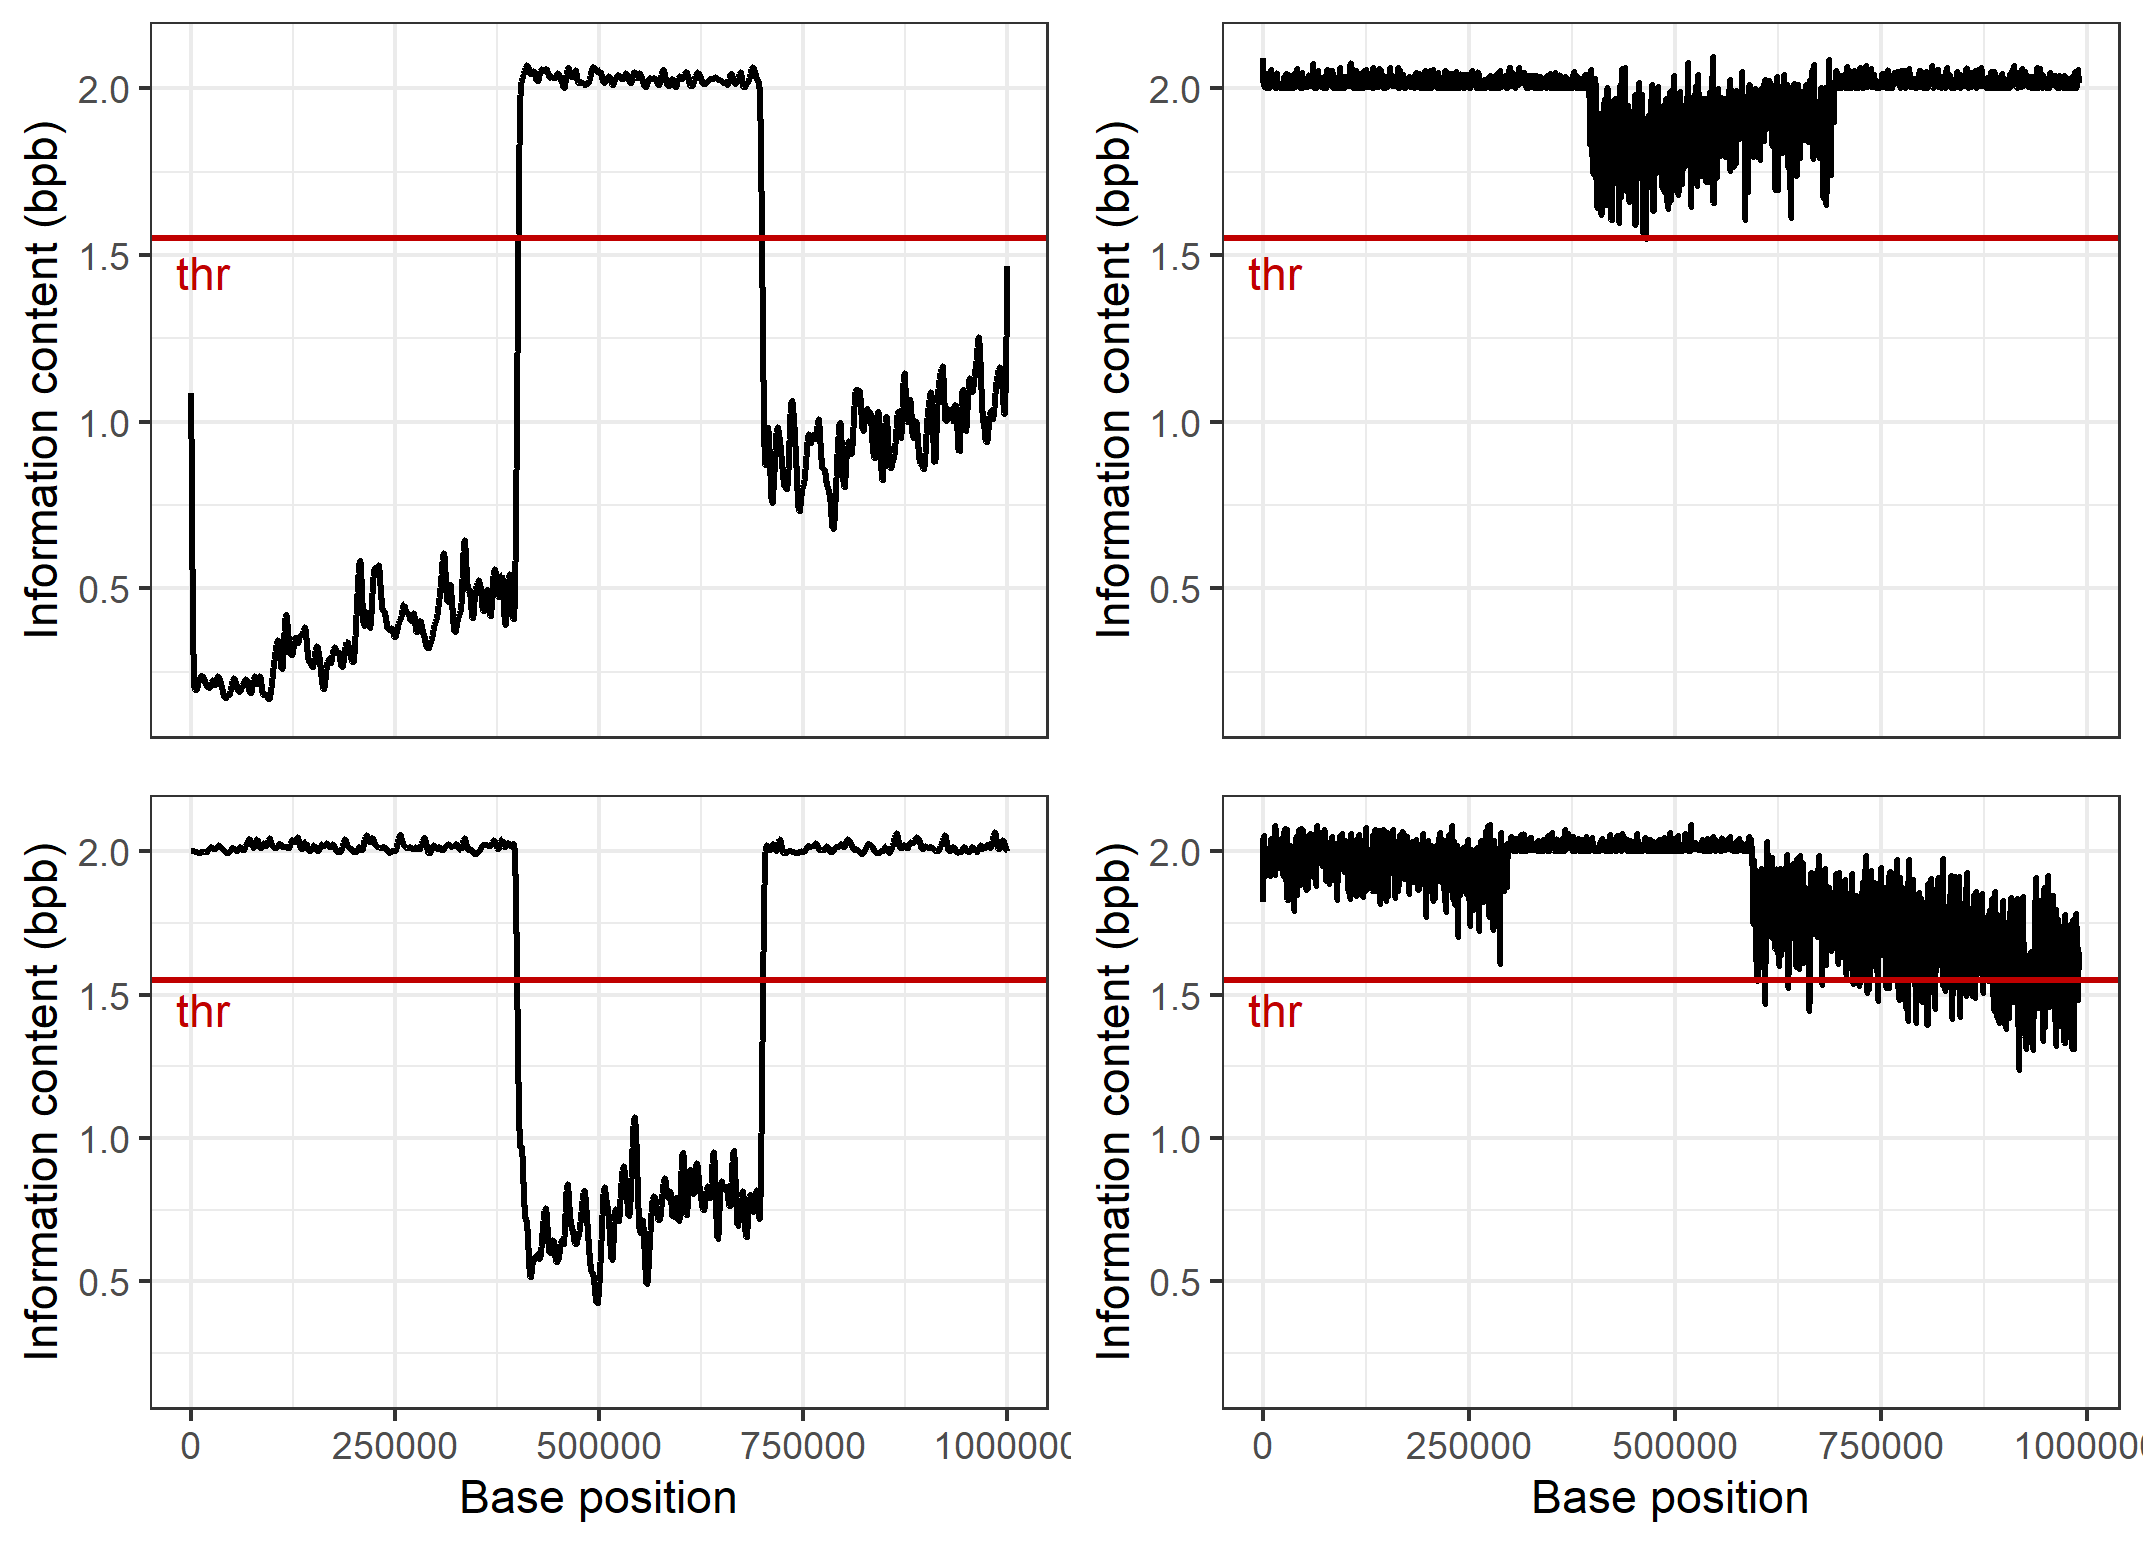 Information content (bpb)
2.0
1.5
1.0
0.5
thr
Information content (bpb)
2.0
1.5
1.0
0.5
thr
Information content (bpb)
2.0
1.5
1.0
0.5
thr
0 250000 500000 750000 1000000
Base position
Information content (bpb)
2.0
1.5
1.0
0.5
thr
0 250000 500000 750000 1000000
Base position